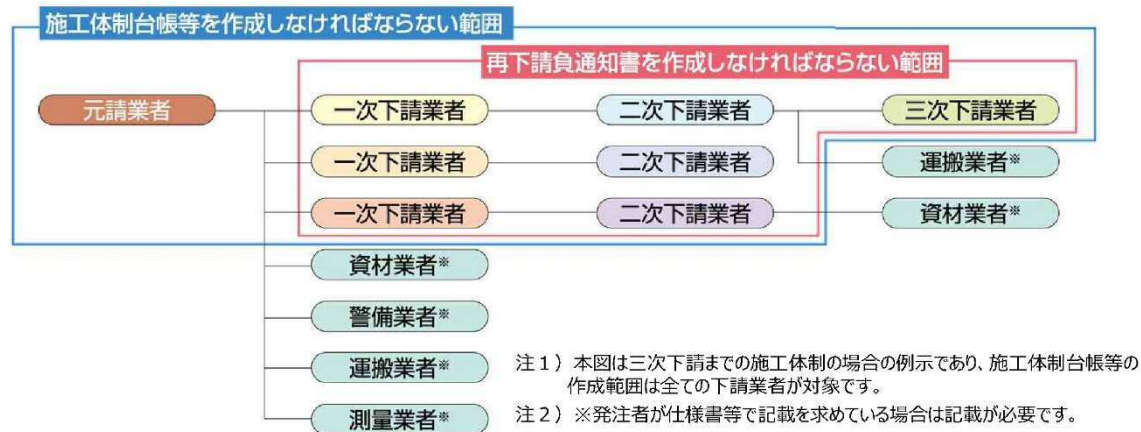 施工体制台帳等を作成しなければならない範囲
再下請負通知書を作成しなければならない範囲
元請業者
一次下請業者
二次下請業者
三次下請業者
一次下請業者
二次下請業者
運搬業者※
一次下請業者
二次下請業者
資材業者※
資材業者※
警備業者※
運搬業者※
測量業者※
注１）本図は三次下請までの施工体制の場合の例示であり、施工体制台帳等の
作成範囲は全ての下請業者が対象です。
注２）※発注者が仕様書等で記載を求めている場合は記載が必要です。